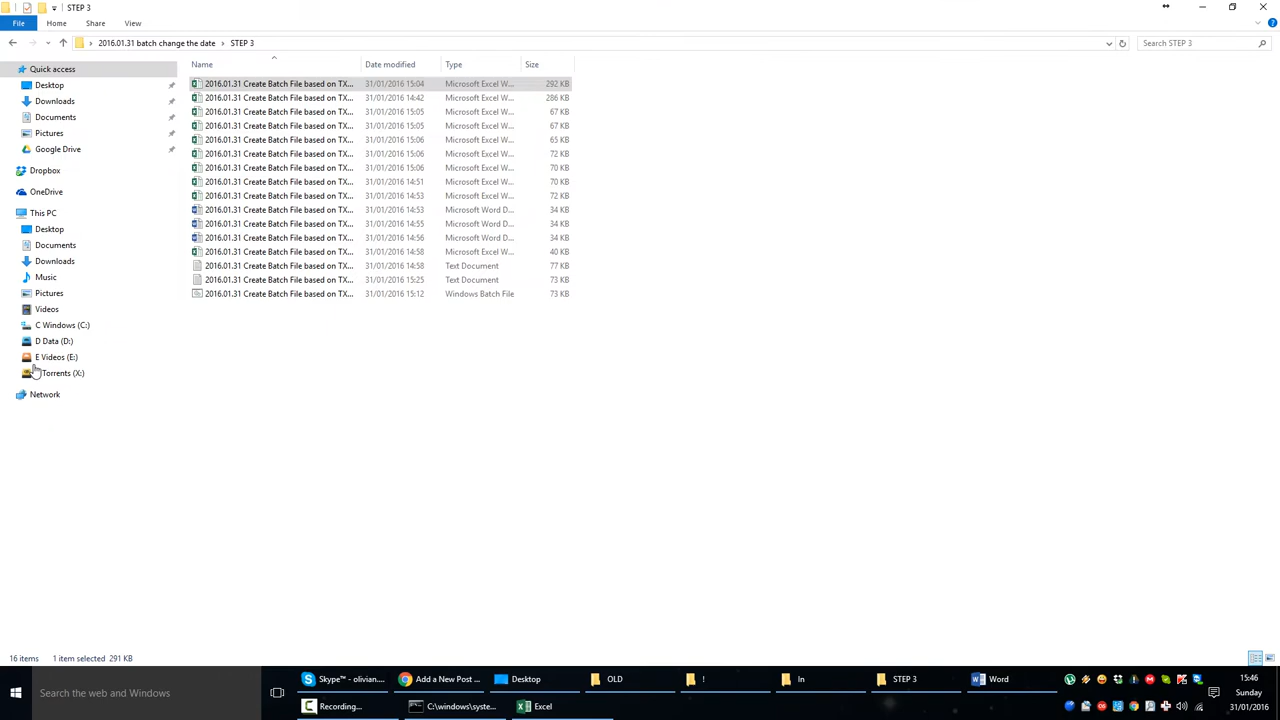 STEP 3
File Home Share View
2016.01.31 batch change the date STEP 3 Search STEP 3
Name Date modified Type Size
Quick access
Desktop
Downloads
Documents
Pictures
Google Drive
Dropbox
OneDrive
This PC
Desktop
Documents
Downloads
Music
Pictures
Videos
C Windows (C:)
D Data (D:)
E Videos (E:)
Torrents (X:)
Network
2016.01.31 Create Batch File based on TX... 31/01/2016 15:04 Microsoft Excel W... 292 KB
2016.01.31 Create Batch File based on TX... 31/01/2016 14:42 Microsoft Excel W... 286 KB
2016.01.31 Create Batch File based on TX... 31/01/2016 15:05 Microsoft Excel W... 67 KB
2016.01.31 Create Batch File based on TX... 31/01/2016 15:05 Microsoft Excel W... 67 KB
2016.01.31 Create Batch File based on TX... 31/01/2016 15:06 Microsoft Excel W... 65 KB
2016.01.31 Create Batch File based on TX... 31/01/2016 15:06 Microsoft Excel W... 72 KB
2016.01.31 Create Batch File based on TX... 31/01/2016 15:06 Microsoft Excel W... 70 KB
2016.01.31 Create Batch File based on TX... 31/01/2016 14:51 Microsoft Excel W... 70 KB
2016.01.31 Create Batch File based on TX... 31/01/2016 14:53 Microsoft Excel W... 72 KB
2016.01.31 Create Batch File based on TX... 31/01/2016 14:53 Microsoft Word D... 34 KB
2016.01.31 Create Batch File based on TX... 31/01/2016 14:55 Microsoft Word D... 34 KB
2016.01.31 Create Batch File based on TX... 31/01/2016 14:56 Microsoft Word D... 34 KB
2016.01.31 Create Batch File based on TX... 31/01/2016 14:58 Microsoft Excel W... 40 KB
2016.01.31 Create Batch File based on TX... 31/01/2016 14:58 Text Document 77 KB
2016.01.31 Create Batch File based on TX... 31/01/2016 15:25 Text Document 73 KB
2016.01.31 Create Batch File based on TX... 31/01/2016 15:12 Windows Batch File 73 KB
16 items 1 item selected 291 KB
Search the web and Windows
Skype™ - olivian.... Add a New Post ... Desktop OLD ! In STEP 3 Word
Recording... C:\windows\syste... Excel
15:46
Sunday
31/01/2016